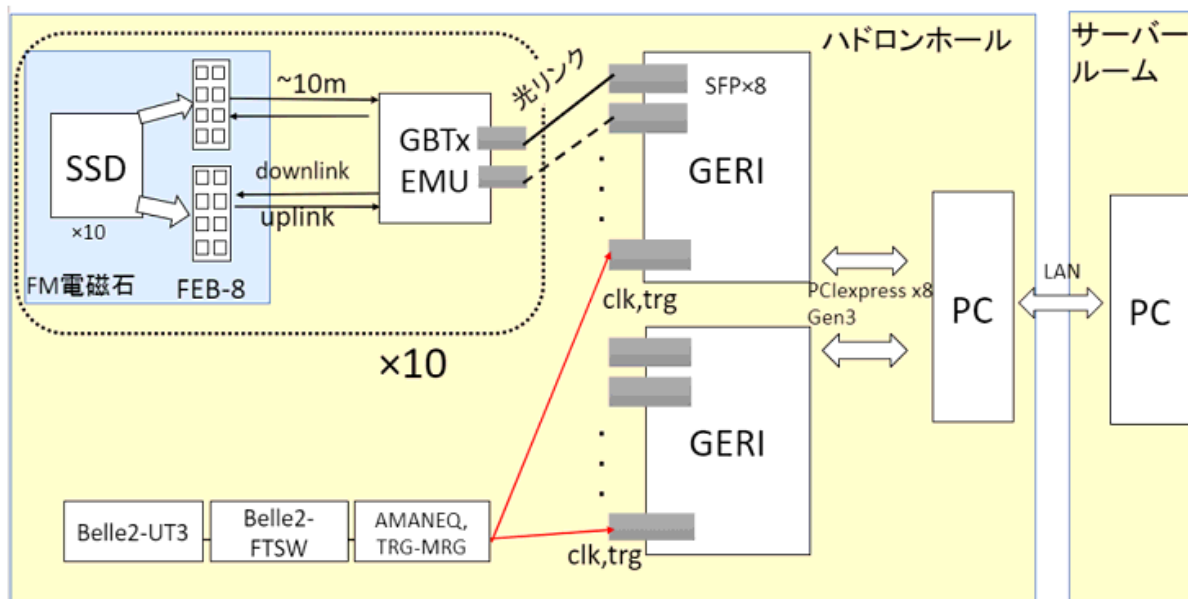 ハドロンホール
サーバー
ルーム
光リンク
SFP×8
~10m
GBTx
EMU
GERI
SSD
×10
downlink
uplink
FM電磁石
FEB-8
clk,trg
PCIexpress x8
Gen3
PC
LAN
PC
×10
GERI
Belle2-UT3
Belle2-
FTSW
AMANEQ,
TRG-MRG
clk,trg